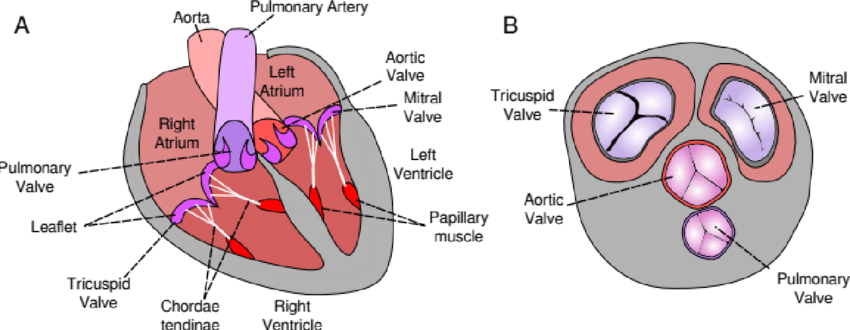 A
Aorta
Pulmonary Artery
Left
Atrium
Aortic
Valve
Mitral
Valve
Right
Atrium
Left
Ventricle
Pulmonary
Valve
Leaflet
Papillary
muscle
Tricuspid
Valve
Chordae
tendinae
Right
Ventricle
B
Tricuspid
Valve
Mitral
Valve
Aortic
Valve
Pulmonary
Valve